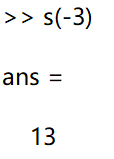 >> s(-3)
ans =
13